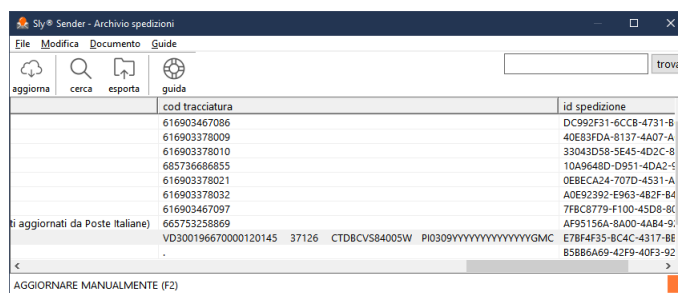 Sly® Sender - Archivio spedizioni
File Modifica Documento Guide
trova
aggiorna cerca esporta guida
cod tracciatura id spedizione
616903467086 DC992F31-6CCB-4731-B
616903378009 40E83FDA-8137-4A07-A
616903378010 33043D58-5E45-4D2C-8
685736686855 10A9648D-D951-4DA2-9
616903378021 0EBECA24-707D-4531-A
616903378032 A0E92392-E963-4B2F-B4
616903467097 7FBC8779-F100-45D8-80
ti aggiornati da Poste Italiane) 665753258869 AF95156A-8A00-4AB4-92
VD300196670000120145 37126 CTDBCVS84005W PI0309YYYYYYYYYYYYYYGMC E7BF4F35-BC4C-4317-BE
. B5BB6A69-42F9-40F3-92
AGGIORNARE MANUALMENTE (F2)